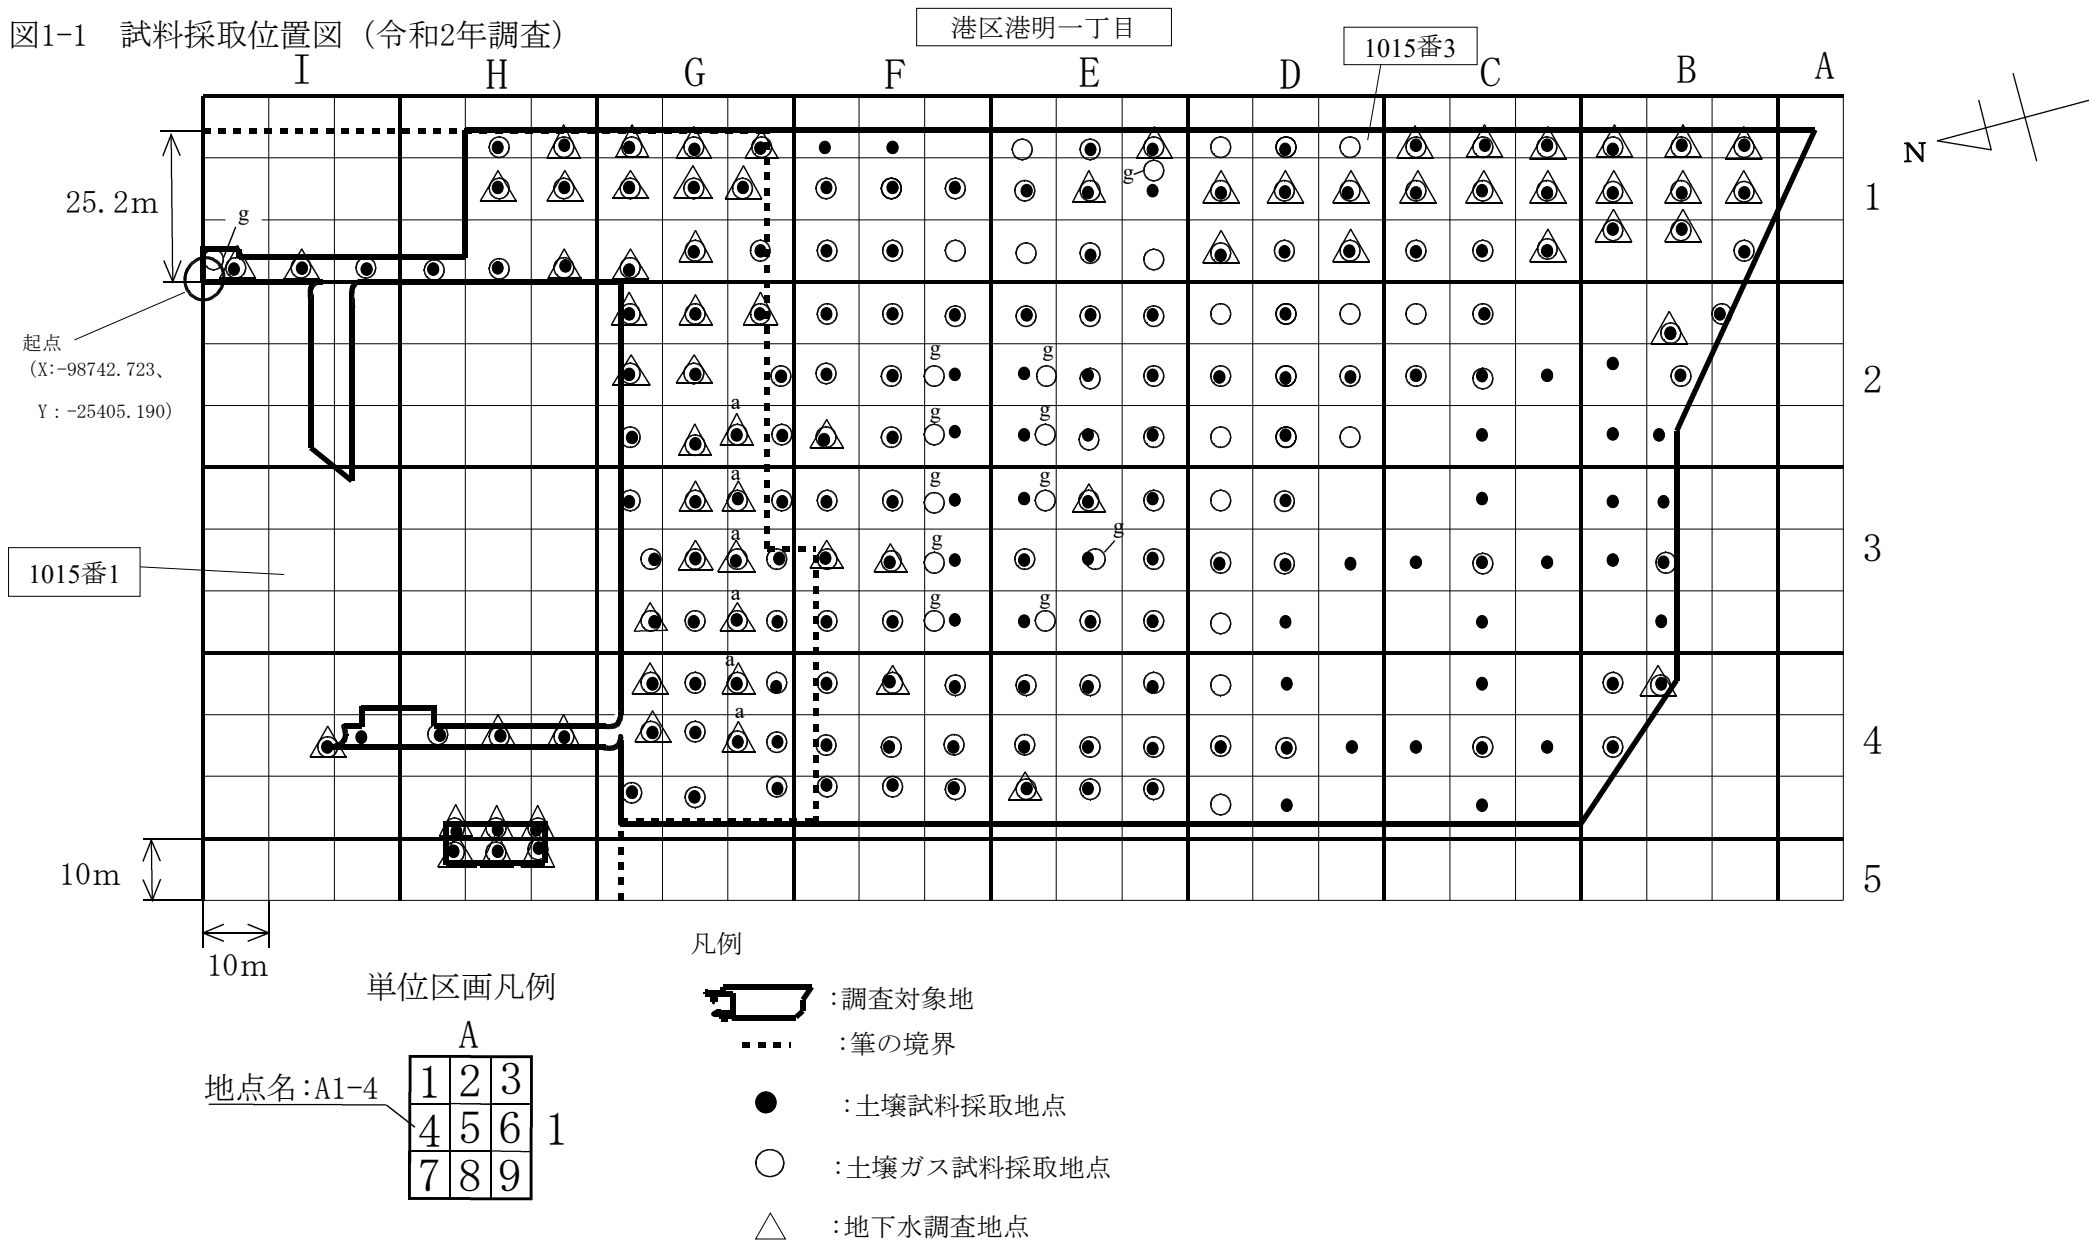 図1-1 試料採取位置図（令和2年調査）
港区港明一丁目
1015番3
I H G F E D C B A
N
25.2m
g
g
1
起点
(X:-98742.723、
Y：-25405.190)
g g
2
a g g
a g g
a g g
3
1015番1
a g g
a
a
4
10m
5
10m
凡例
単位区画凡例
:調査対象地
A
:筆の境界
地点名:A1-4
1 2 3
4 5 6 1
7 8 9
:土壌試料採取地点
:土壌ガス試料採取地点
:地下水調査地点